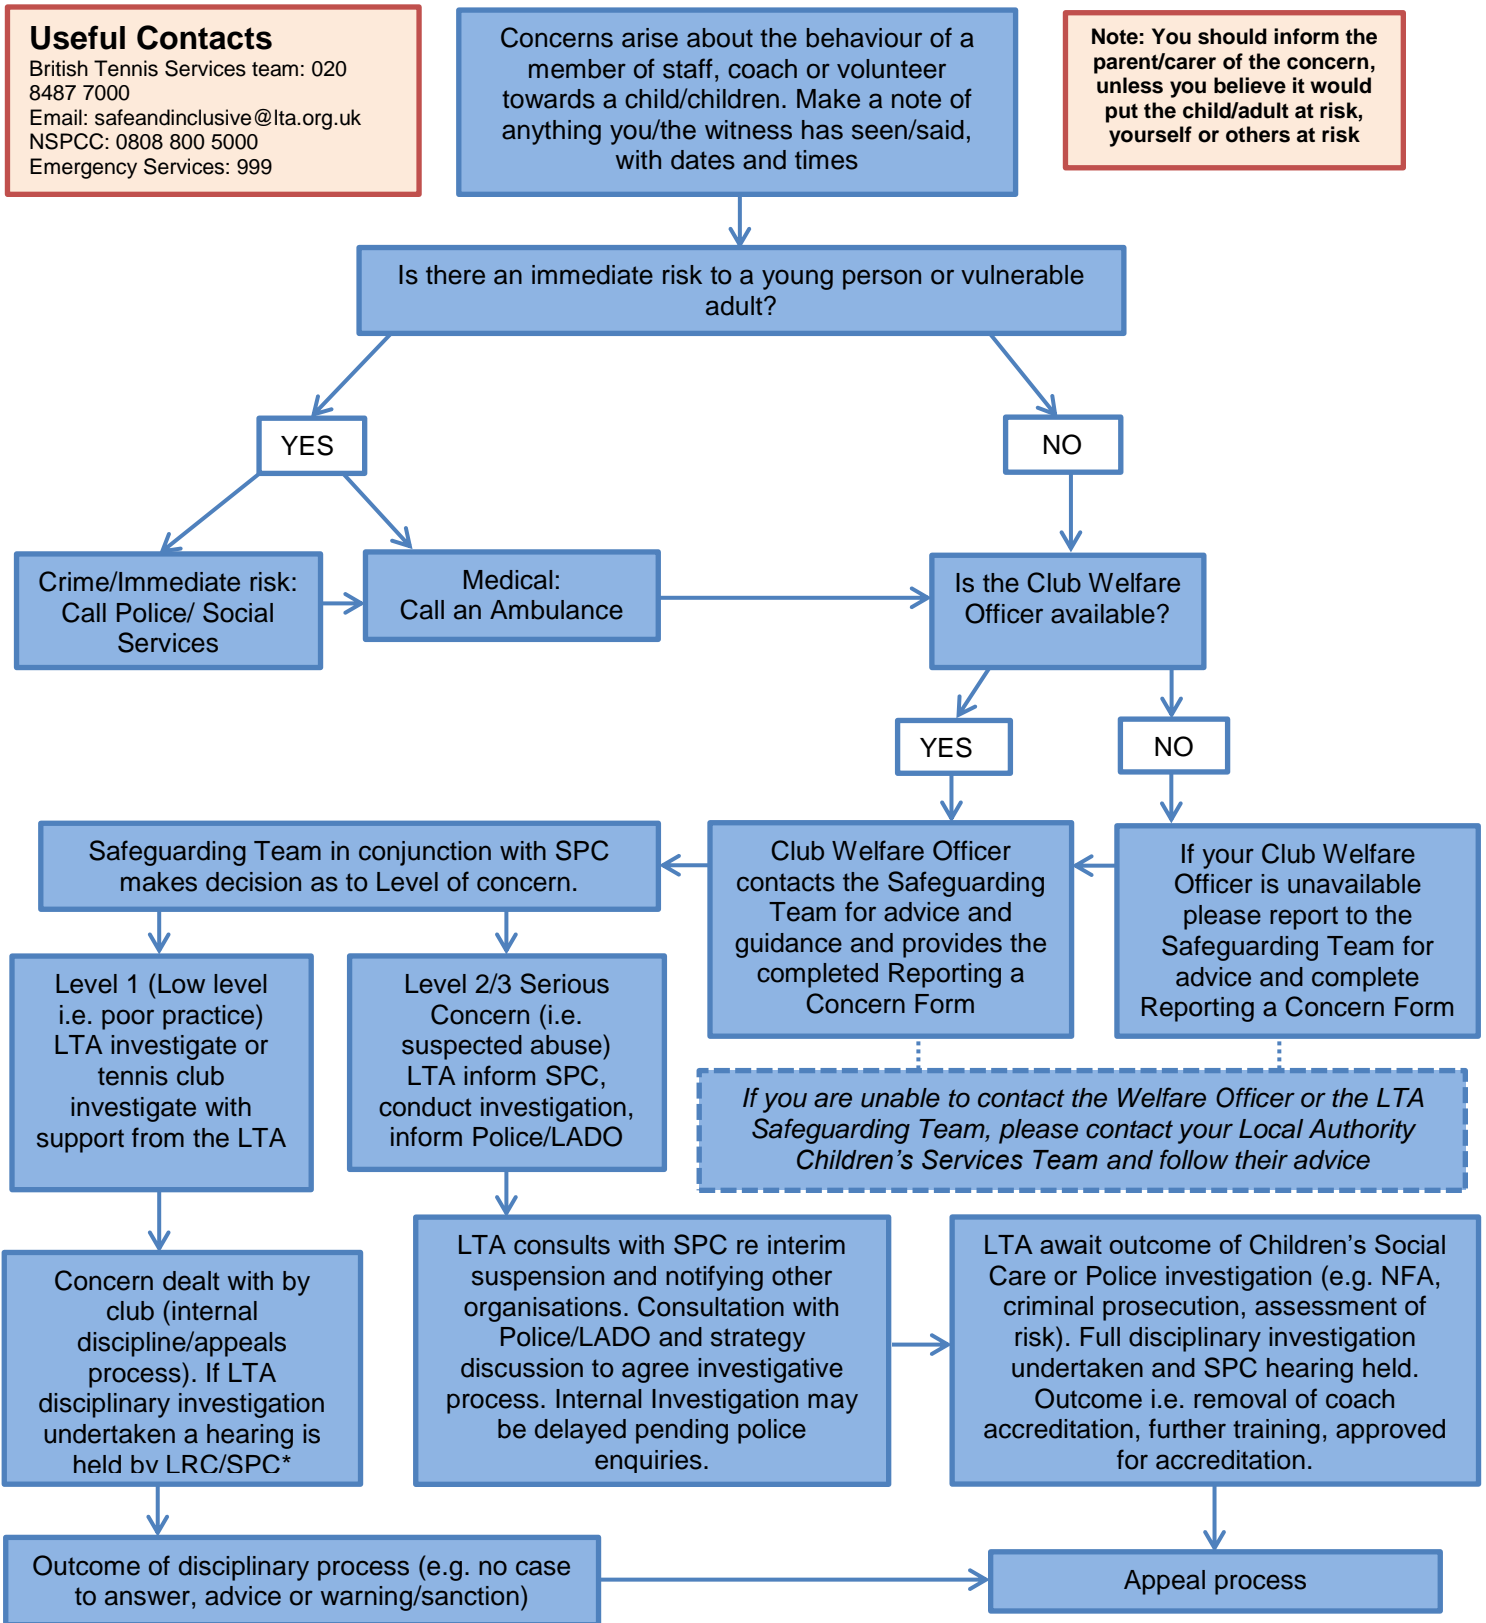 Useful Contacts
British Tennis Services team: 020
8487 7000
Email: safeandinclusive@lta.org.uk
NSPCC: 0808 800 5000
Emergency Services: 999
Concerns arise about the behaviour of a
member of staff, coach or volunteer
towards a child/children. Make a note of
anything you/the witness has seen/said,
with dates and times
Note: You should inform the
parent/carer of the concern,
unless you believe it would
put the child/adult at risk,
yourself or others at risk
Is there an immediate risk to a young person or vulnerable
adult?
YES
NO
Crime/Immediate risk:
Call Police/ Social
Services
Medical:
Call an Ambulance
Is the Club Welfare
Officer available?
YES
NO
Safeguarding Team in conjunction with SPC
makes decision as to Level of concern.
Club Welfare Officer
contacts the Safeguarding
Team for advice and
guidance and provides the
completed Reporting a
Concern Form
If your Club Welfare
Officer is unavailable
please report to the
Safeguarding Team for
advice and complete
Reporting a Concern Form
Level 1 (Low level
i.e. poor practice)
LTA investigate or
tennis club
investigate with
support from the LTA
Level 2/3 Serious
Concern (i.e.
suspected abuse)
LTA inform SPC,
conduct investigation,
inform Police/LADO
If you are unable to contact the Welfare Officer or the LTA
Safeguarding Team, please contact your Local Authority
Children's Services Team and follow their advice
Concern dealt with by
club (internal
discipline/appeals
process). If LTA
disciplinary investigation
undertaken a hearing is
held by LRC/SPC*
LTA consults with SPC re interim
suspension and notifying other
organisations. Consultation with
Police/LADO and strategy
discussion to agree investigative
process. Internal Investigation may
be delayed pending police
enquiries.
LTA await outcome of Children's Social
Care or Police investigation (e.g. NFA,
criminal prosecution, assessment of
risk). Full disciplinary investigation
undertaken and SPC hearing held.
Outcome i.e. removal of coach
accreditation, further training, approved
for accreditation.
Outcome of disciplinary process (e.g. no case
to answer, advice or warning/sanction)
Appeal process